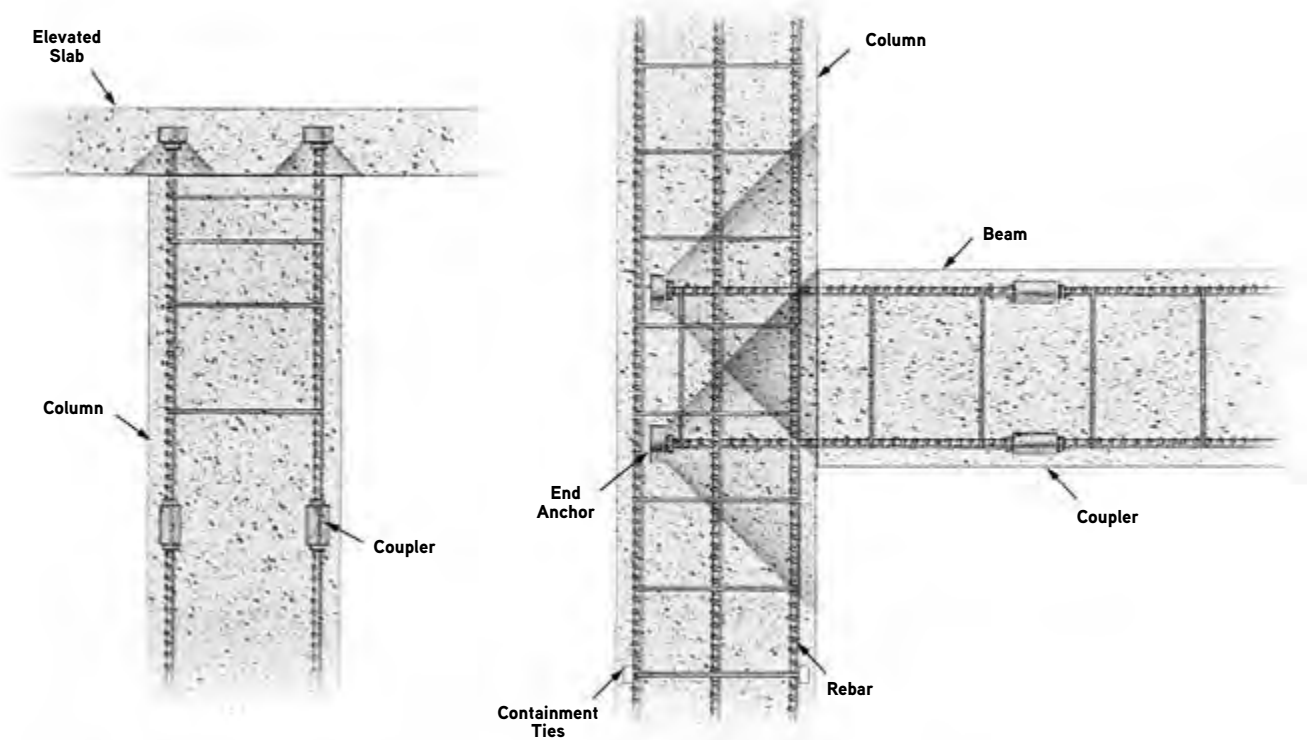 Elevated
Slab
Column
Coupler
Column
Beam
End
Anchor
Coupler
Rebar
Containment
Ties